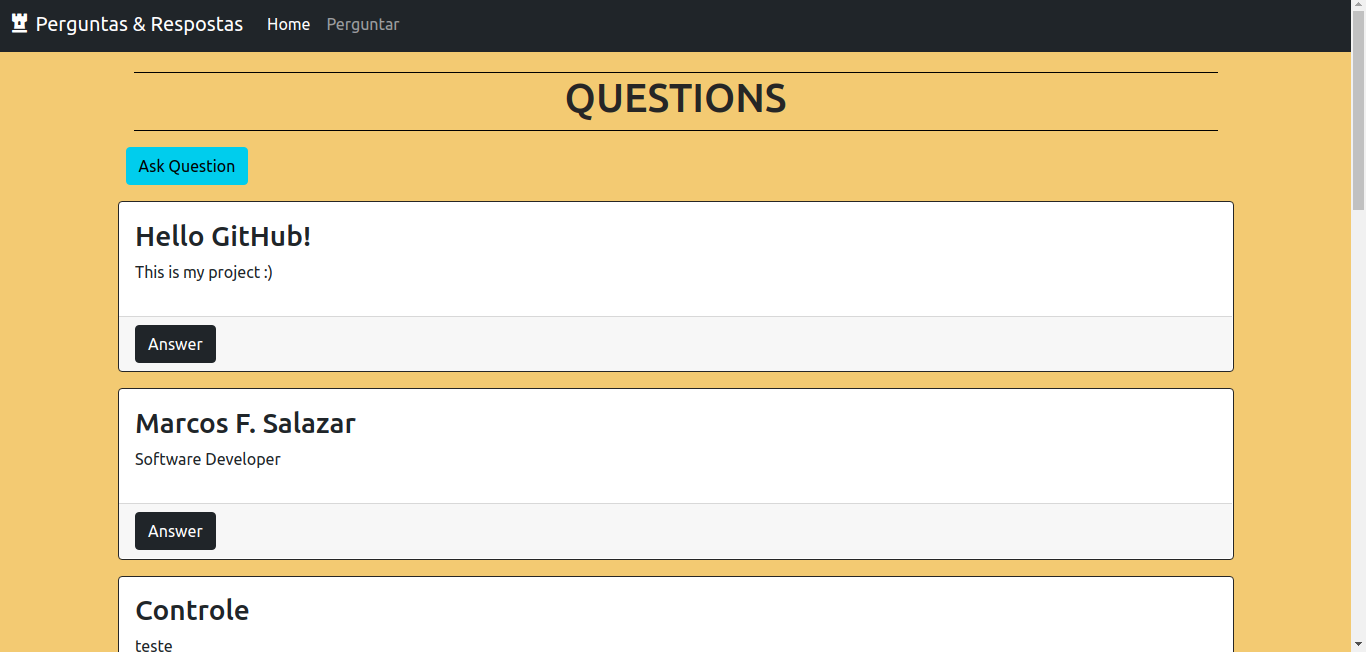 Perguntas & Respostas Home Perguntar
QUESTIONS
Ask Question
Hello GitHub!
This is my project :)
Answer
Marcos F. Salazar
Software Developer
Answer
Controle
teste